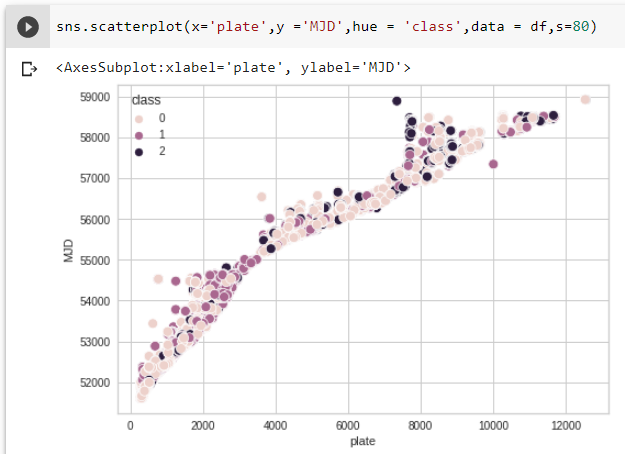 sns.scatterplot(x='plate',y ='MJD',hue = 'class',data = df,s=80)
<AxesSubplot:xlabel='plate', ylabel='MJD'>
class
0
1
2
59000
58000
57000
56000
55000
54000
53000
52000
MJD
0 2000 4000 6000 8000 10000 12000
plate